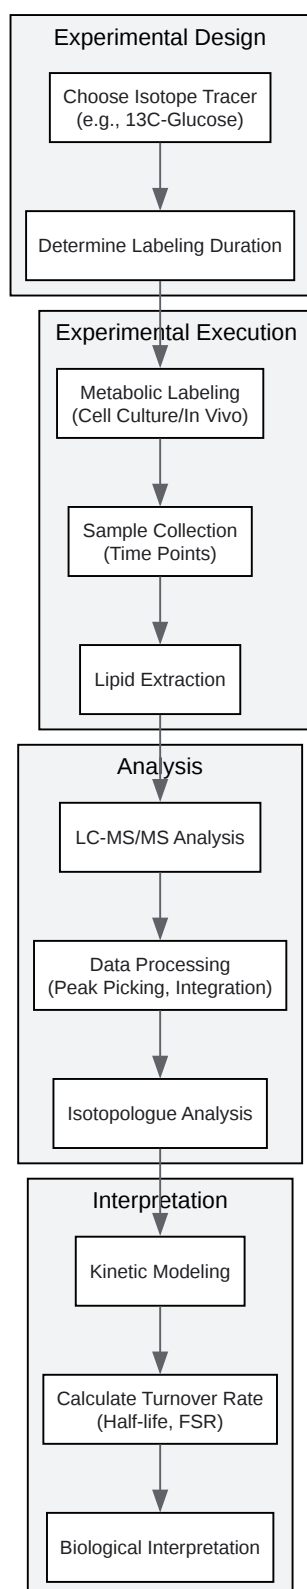 Experimental Design
Choose Isotope Tracer
(e.g., 13C-Glucose)
Determine Labeling Duration
Experimental Execution
Metabolic Labeling
(Cell Culture/In Vivo)
Sample Collection
(Time Points)
Lipid Extraction
Analysis
LC-MS/MS Analysis
Data Processing
(Peak Picking, Integration)
Isotopologue Analysis
Interpretation
Kinetic Modeling
Calculate Turnover Rate
(Half-life, FSR)
Biological Interpretation